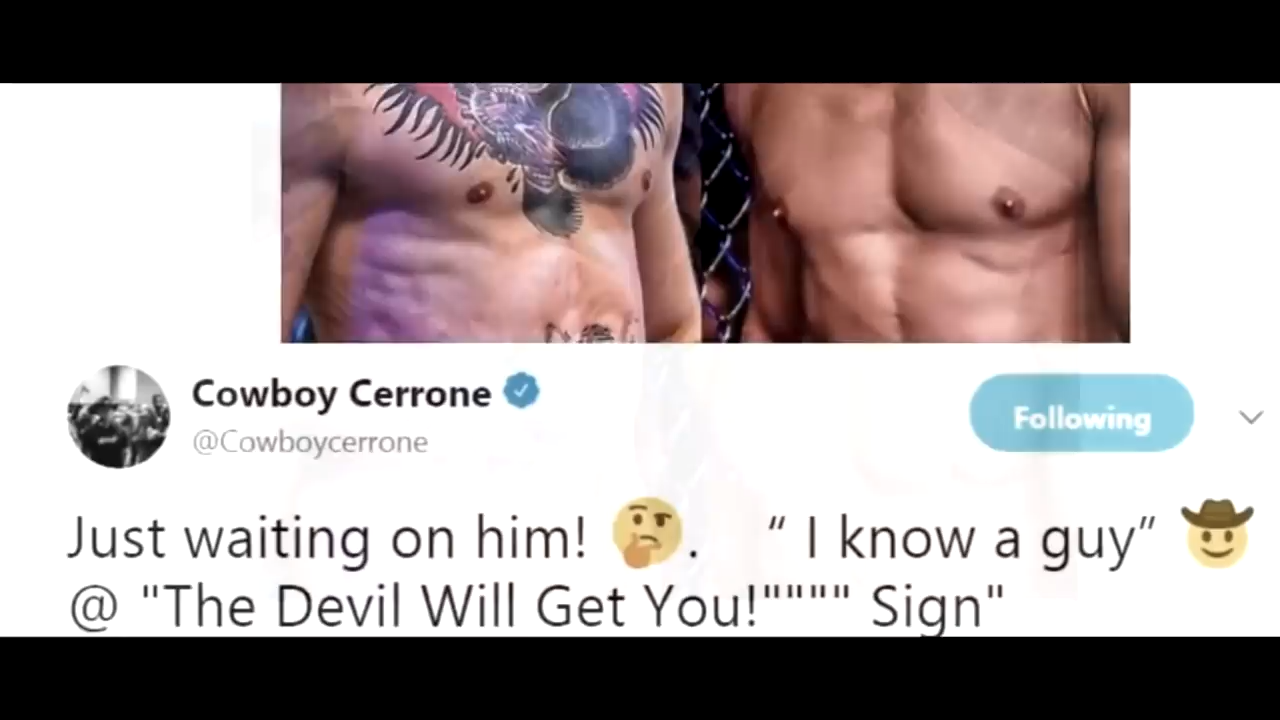 Cowboy Cerrone
@Cowboycerrone
Following
Just waiting on him! 🤔. “ I know a guy” 🤠
@ "The Devil Will Get You!"""" Sign"